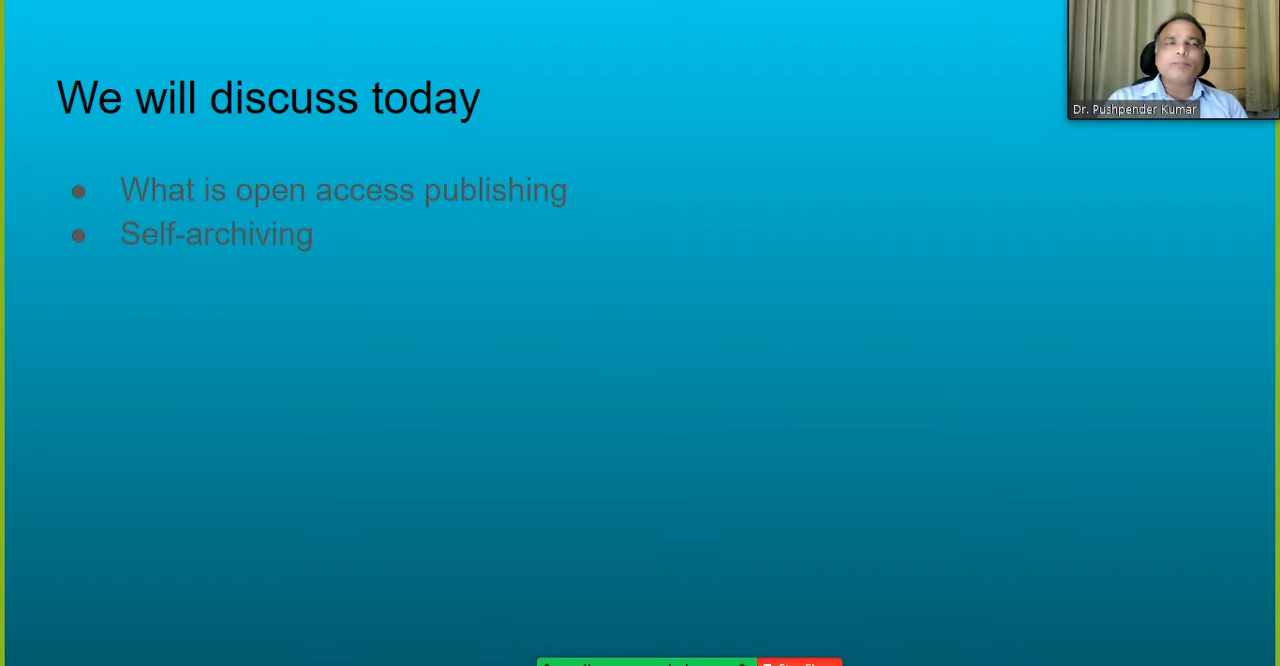 We will discuss today
● What is open access publishing
● Self-archiving
Dr. Pushpender Kumar